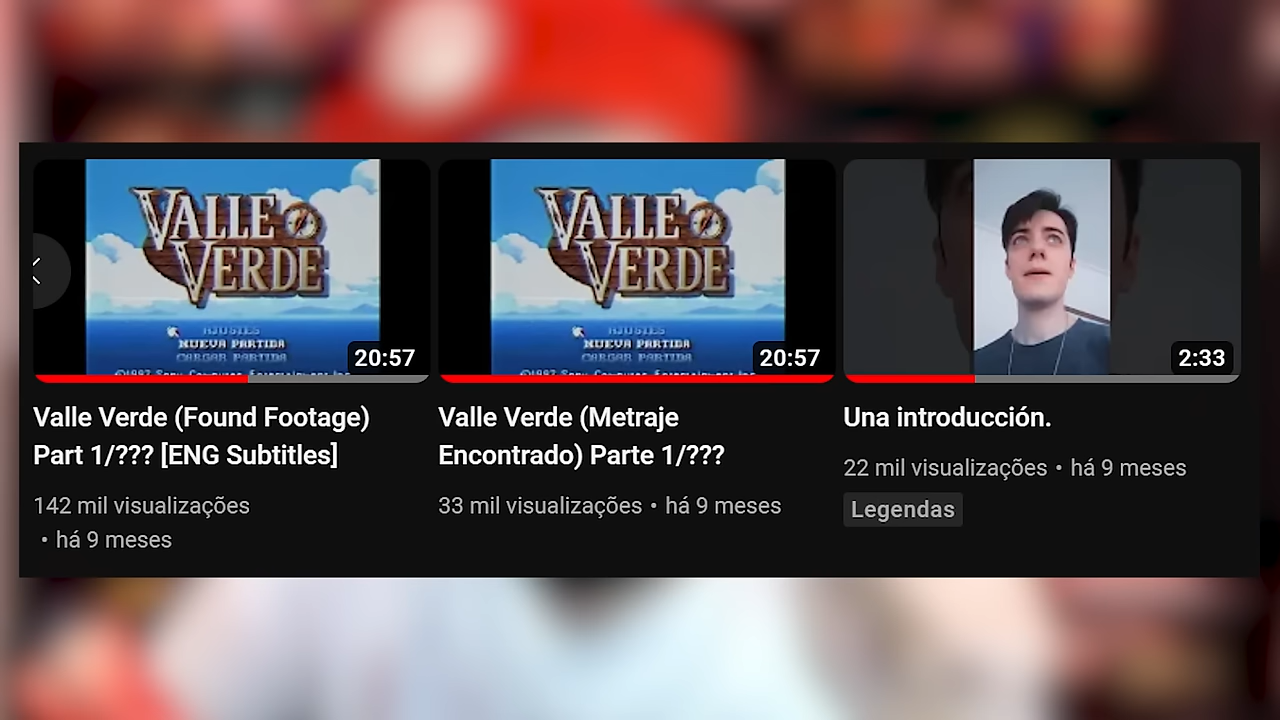 VALLE
VERDE
AJUSTES
NUEVA PARTIDA
CARGAR PARTIDA
20:57
Valle Verde (Found Footage)
Part 1/??? [ENG Subtitles]
142 mil visualizações
• há 9 meses
VALLE
VERDE
AJUSTES
NUEVA PARTIDA
CARGAR PARTIDA
20:57
Valle Verde (Metraje
Encontrado) Parte 1/???
33 mil visualizações • há 9 meses
2:33
Una introducción.
22 mil visualizações • há 9 meses
Legendas